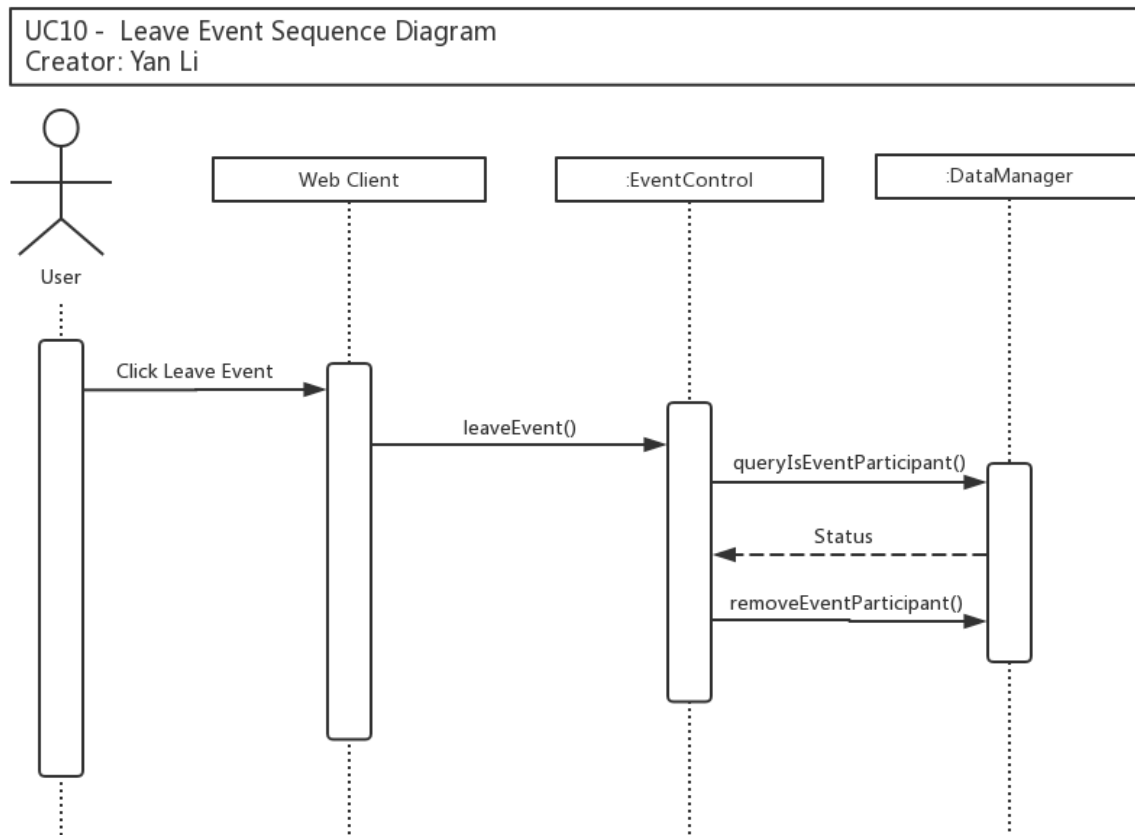 UC10 - Leave Event Sequence Diagram
Creator: Yan Li
Web Client
:EventControl
:DataManager
User
Click Leave Event
leaveEvent()
queryIsEventParticipant()
Status
removeEventParticipant()